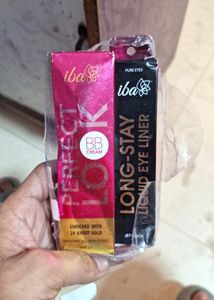 iba
PERFECT
LOOK
BB
CREAM
ENRICHED WITH
24 KARAT GOLD
PURE EYES
iba
LONG-STAY
LIQUID EYE LINER